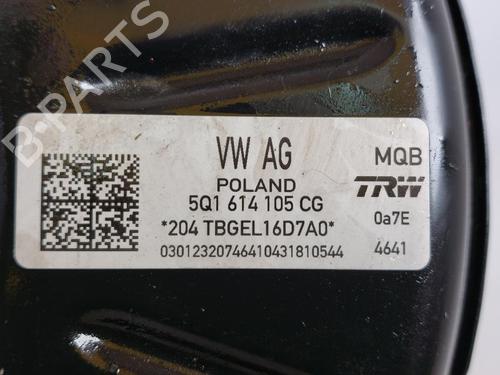 B-PARTS
VW AG
MQB
POLAND
TRW
5Q1 614 105 CG
0a7E
*204 TBGEL16D7A0*
03012320746410431810544
4641